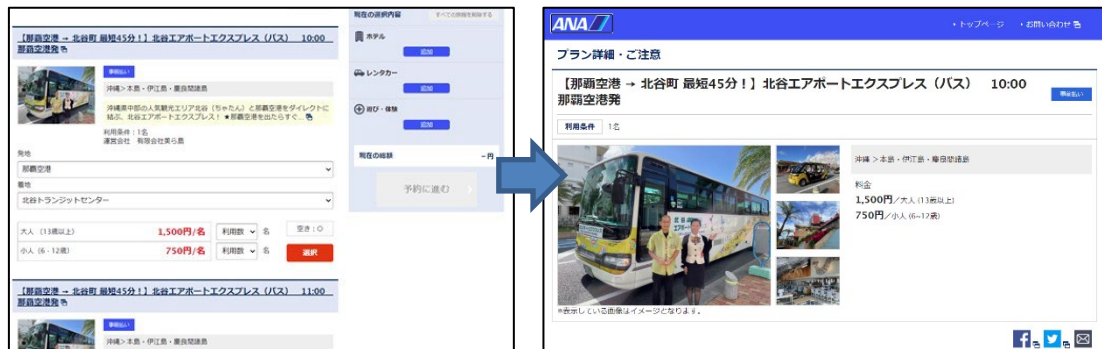 【那覇空港 → 北谷町 最短45分！】北谷エアポートエクスプレス（バス） 10:00
那覇空港発
事前払い
沖縄＞本島・伊江島・慶良間諸島
沖縄県中部の人気観光エリア北谷（ちゃたん）と那覇空港をダイレクトに
結ぶ、北谷エアポートエクスプレス！ ★那覇空港を出たらすぐ...
利用条件：1名
運営会社 有限会社美ら島
発地
那覇空港
着地
北谷トランジットセンター
大人 （13歳以上） 1,500円/名 利用数 名 空き：○
小人 （6 - 12歳） 750円/名 利用数 名 選択
【那覇空港 → 北谷町 最短45分！】北谷エアポートエクスプレス（バス） 11:00
那覇空港発
事前払い
沖縄＞本島・伊江島・慶良間諸島
現在の選択内容 すべての情報を削除する
ホテル
追加
レンタカー
追加
遊び・体験
追加
現在の総額 - 円
予約に進む
ANA
・トップページ ・お問い合わせ
プラン詳細・ご注意
【那覇空港 → 北谷町 最短45分！】北谷エアポートエクスプレス（バス） 10:00
那覇空港発
事前払い
利用条件 1名
沖縄 ＞本島・伊江島・慶良間諸島
料金
1,500円／大人 (13歳以上)
750円／小人 (6~12歳)
※表示している画像はイメージとなります。